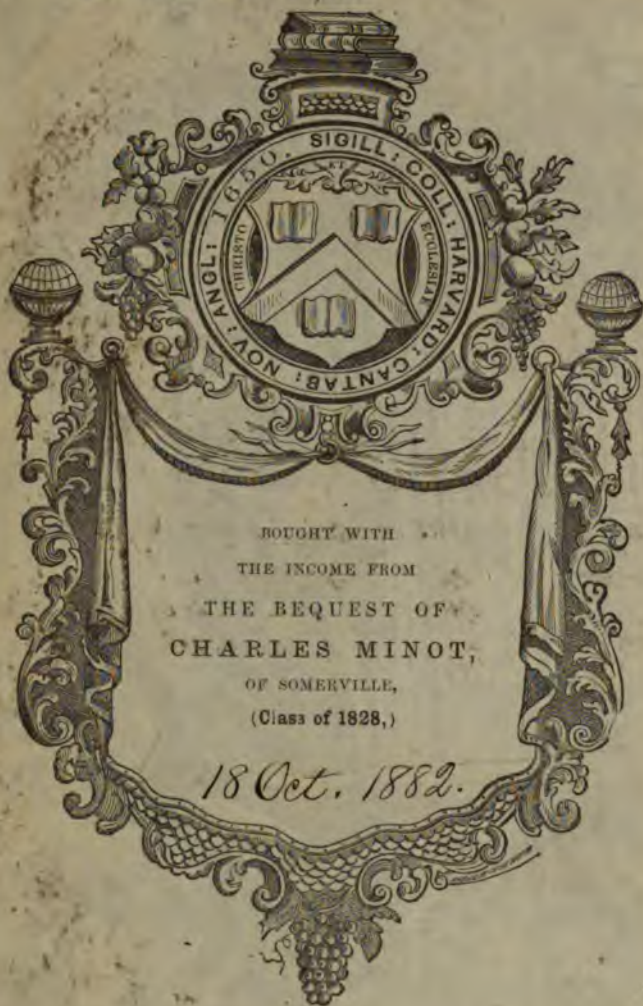 SIGILL: COLL: HARVARD: CANTAB: NOV: ANGL: 1650.
ET
CHRISTO
ECCLESIÆ
BOUGHT WITH
THE INCOME FROM
THE BEQUEST OF
CHARLES MINOT,
OF SOMERVILLE,
(Class of 1828,)
18 Oct. 1882.